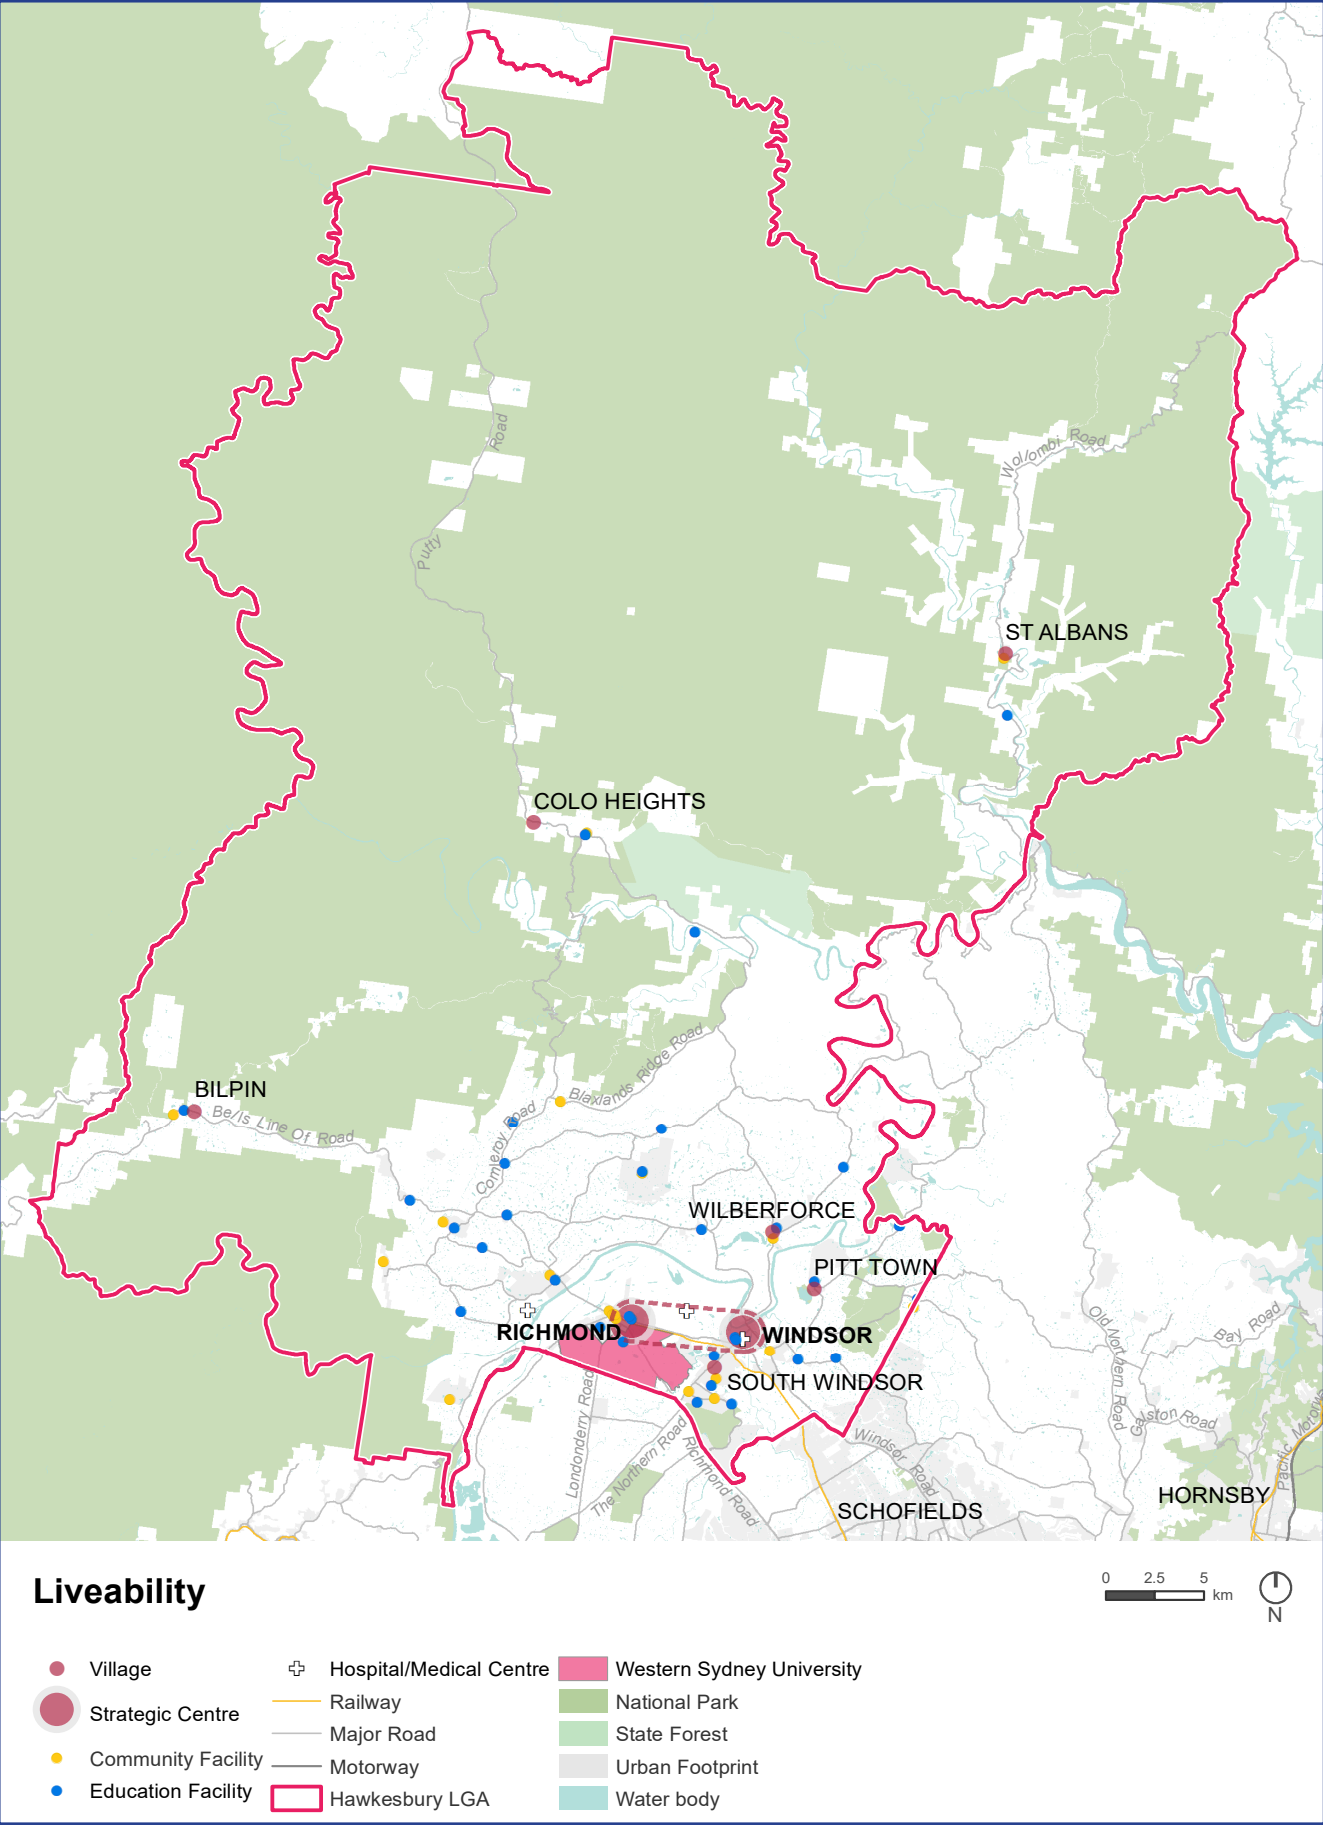 Road
Wollombi Road
Putty
ST ALBANS
COLO HEIGHTS
Blaxlands Ridge Road
BILPIN
Bells Line Of Road
Comleroy Road
WILBERFORCE
PITT TOWN
RICHMOND
WINDSOR
SOUTH WINDSOR
Old Northern Road
Bay Road
Londonderry Road
The Northern Road
Richmond Road
Windsor Road
Galston Road
Pacific Motorw
HORNSBY
SCHOFIELDS
Liveability
0 2.5 5
km
N
Village
Strategic Centre
Community Facility
Education Facility
Hospital/Medical Centre
Railway
Major Road
Motorway
Hawkesbury LGA
Western Sydney University
National Park
State Forest
Urban Footprint
Water body